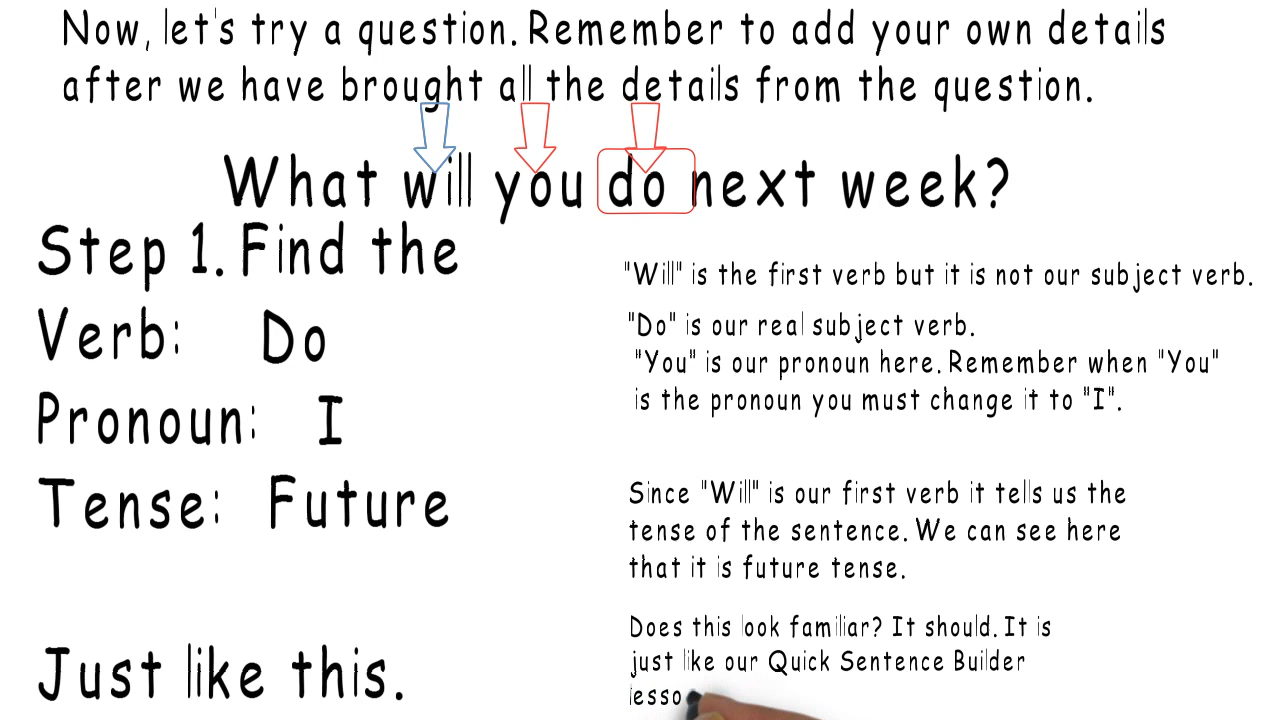 Now, let's try a question. Remember to add your own details
after we have brought all the details from the question.
What will you do next week?
Step 1. Find the
Verb: Do
Pronoun: I
Tense: Future
Just like this.
"Will" is the first verb but it is not our subject verb.
"Do" is our real subject verb.
"You" is our pronoun here. Remember when "You"
is the pronoun you must change it to "I".
Since "Will" is our first verb it tells us the
tense of the sentence. We can see here
that it is future tense.
Does this look familiar? It should. It is
just like our Quick Sentence Builder
lesso